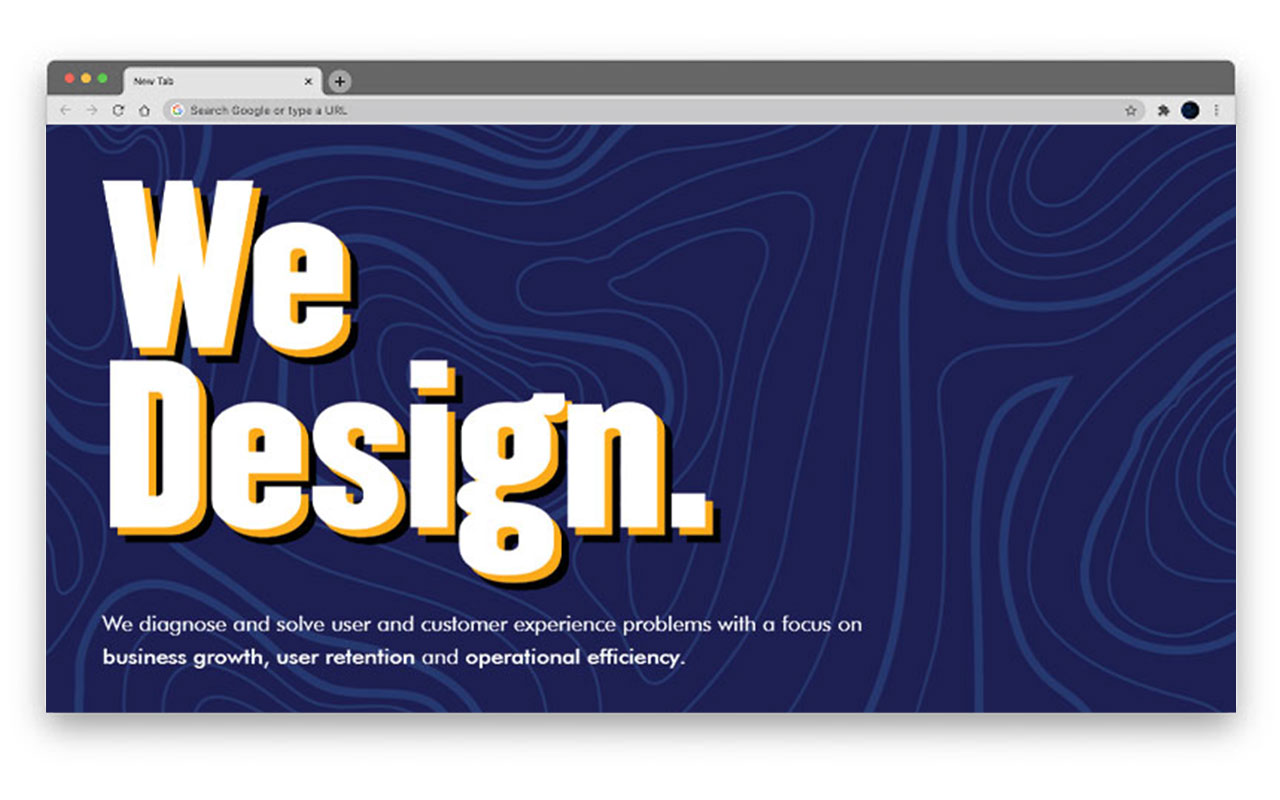 New Tab
Search Google or type a URL
We
Design.
We diagnose and solve user and customer experience problems with a focus on
business growth, user retention and operational efficiency.